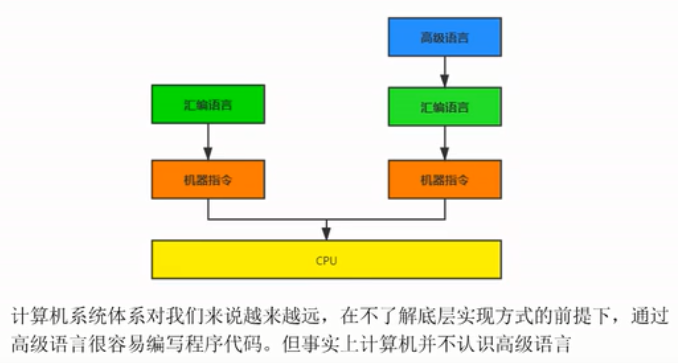 高级语言
汇编语言
汇编语言
机器指令
机器指令
CPU
计算机系统体系对我们来说越来越远，在不了解底层实现方式的前提下，通过
高级语言很容易编写程序代码。但事实上计算机并不认识高级语言